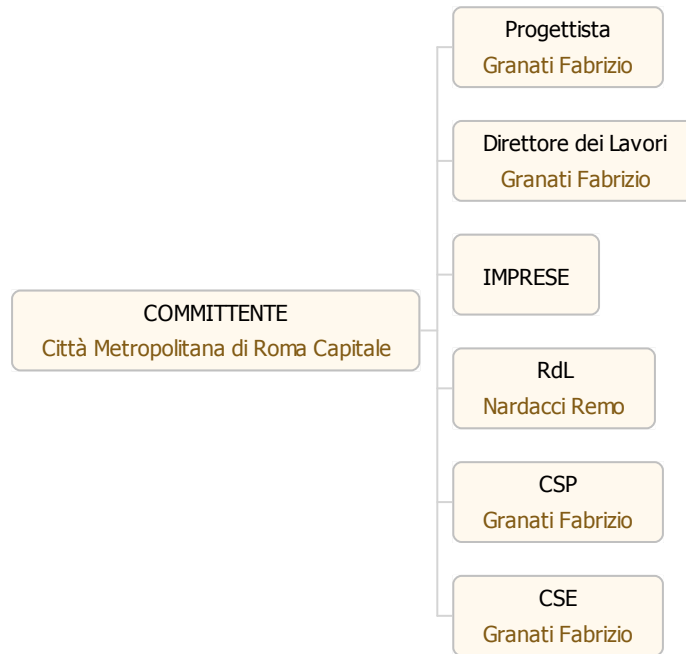 Progettista
Granati Fabrizio
Direttore dei Lavori
Granati Fabrizio
IMPRESE
COMMITTENTE
Città Metropolitana di Roma Capitale
RdL
Nardacci Remo
CSP
Granati Fabrizio
CSE
Granati Fabrizio